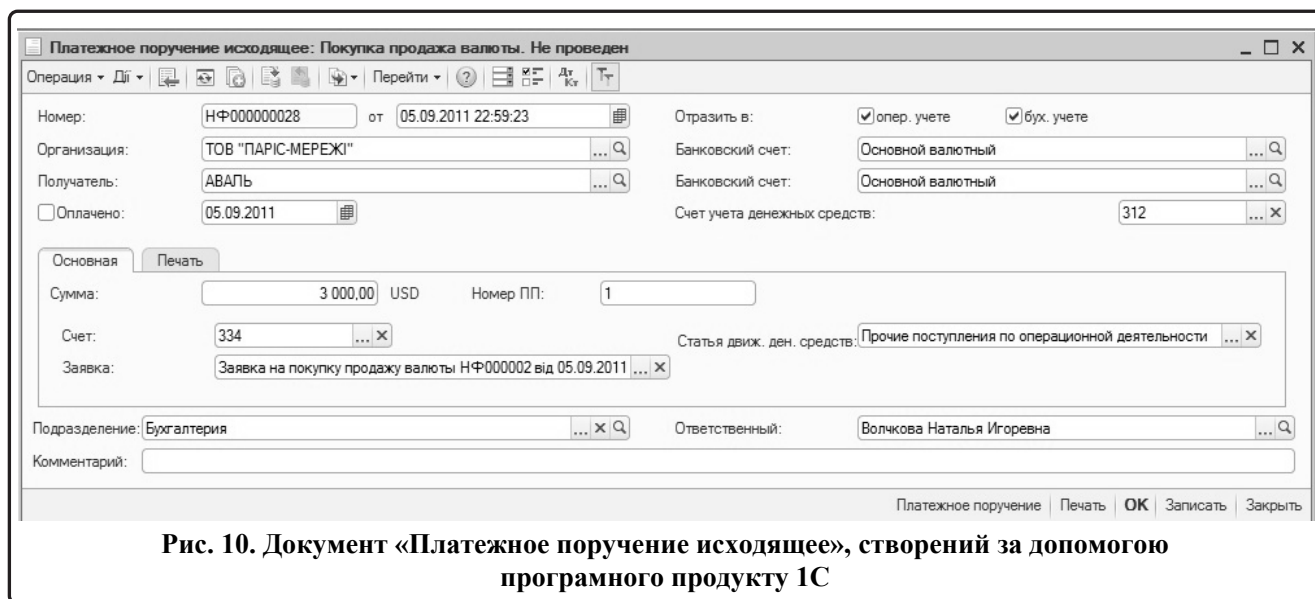 Платежное поручение исходящее: Покупка продажа валюты. Не проведен
Операция Дії Перейти Дт Кт Тт
Номер: НФ000000028 от 05.09.2011 22:59:23 Отразить в: опер. учете бух. учете
Организация: ТОВ "ПАРІС-МЕРЕЖІ" ... Банковский счет: Основной валютный ...
Получатель: АВАЛЬ ... Банковский счет: Основной валютный ...
Оплачено: 05.09.2011 Счет учета денежных средств: 312 ...
Основная Печать
Сумма: 3 000,00 USD Номер ПП: 1
Счет: 334 ... Статья движ. ден. средств: Прочие поступления по операционной деятельности ...
Заявка: Заявка на покупку продажу валюты НФ000002 від 05.09.2011 ...
Подразделение: Бухгалтерия ... Ответственный: Волчкова Наталья Игоревна ...
Комментарий:
Платежное поручение Печать ОК Записать Закрыть
Рис. 10. Документ «Платежное поручение исходящее», створений за допомогою
програмного продукту 1С